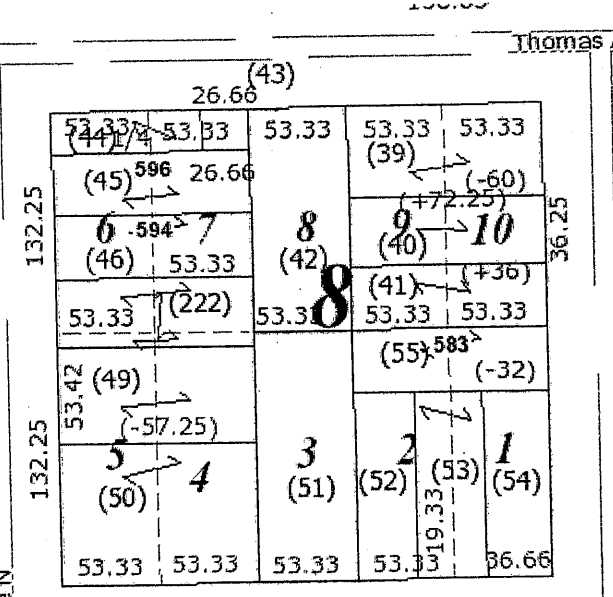 Thomas
(43)
26.66
53.33 53.33 53.33 53.33 53.33
(44) 1/4
(39)
(45) 596 26.66
(-60)
(+72.25)
132.25
36.25
6 -594 7 8 9 10
(46) 53.33 (42) (40)
(+36)
(41)
(222)
8
53.33 53.33 53.33 53.33
(55) 583
(-32)
(49)
53.42
(-57.25)
132.25
5 4 3 2 1
(50) (51) (52) (53) (54)
19.33
53.33 53.33 53.33 53.33 36.66